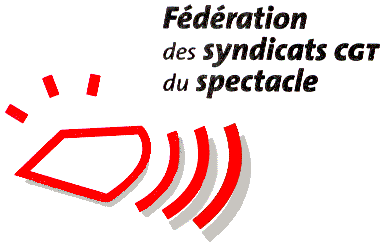 Fédération
des syndicats CGT
du spectacle